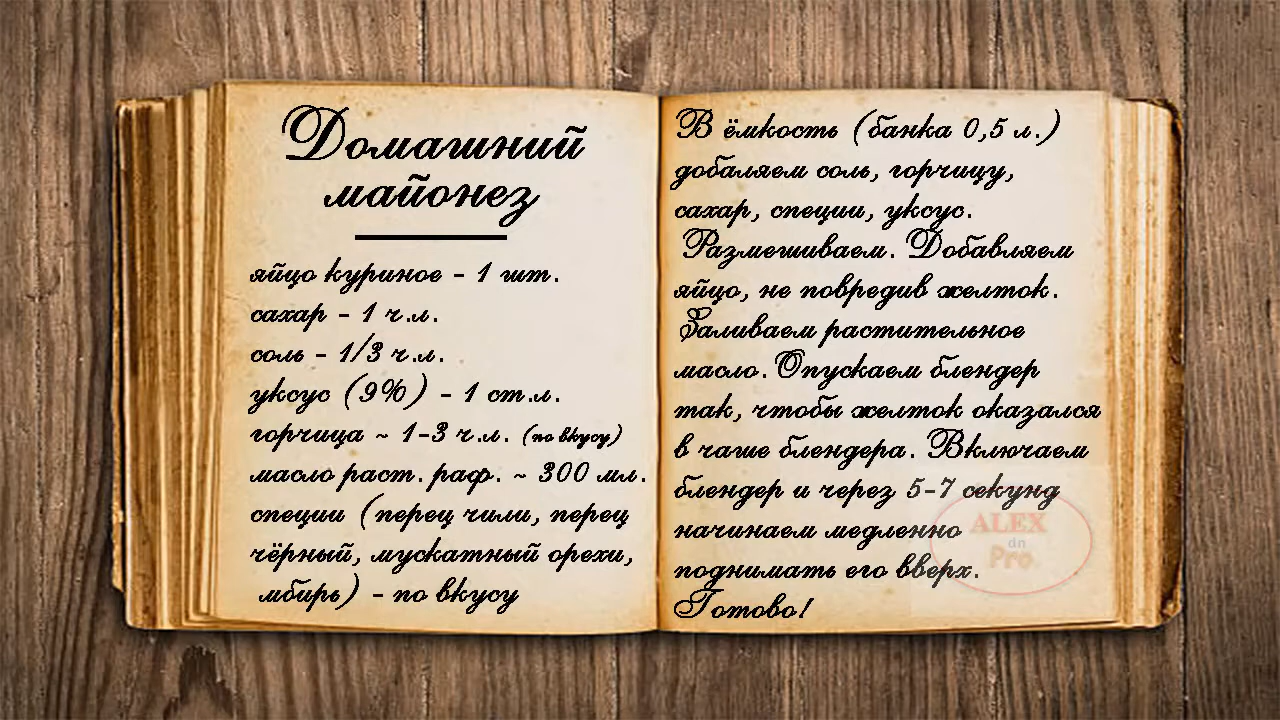 Домашний
майонез
яйцо куриное - 1 шт.
сахар - 1 ч.л.
соль - 1/3 ч.л.
уксус (9%) - 1 ст.л.
горчица ~ 1-3 ч.л. (по вкусу)
масло раст. раф. ~ 300 мл.
специи (перец чили, перец
чёрный, мускатный орехи,
мбирь) - по вкусу
В ёмкость (банка 0,5 л.)
добаляем соль, горчицу,
сахар, специи, уксус.
Размешиваем. Добавляем
яйцо, не повредив желток.
Заливаем растительное
масло. Опускаем блендер
так, чтобы желток оказался
в чаше блендера. Включаем
блендер и через 5-7 секунд
начинаем медленно
поднимать его вверх.
Готово!
ALEX
dn
Pro